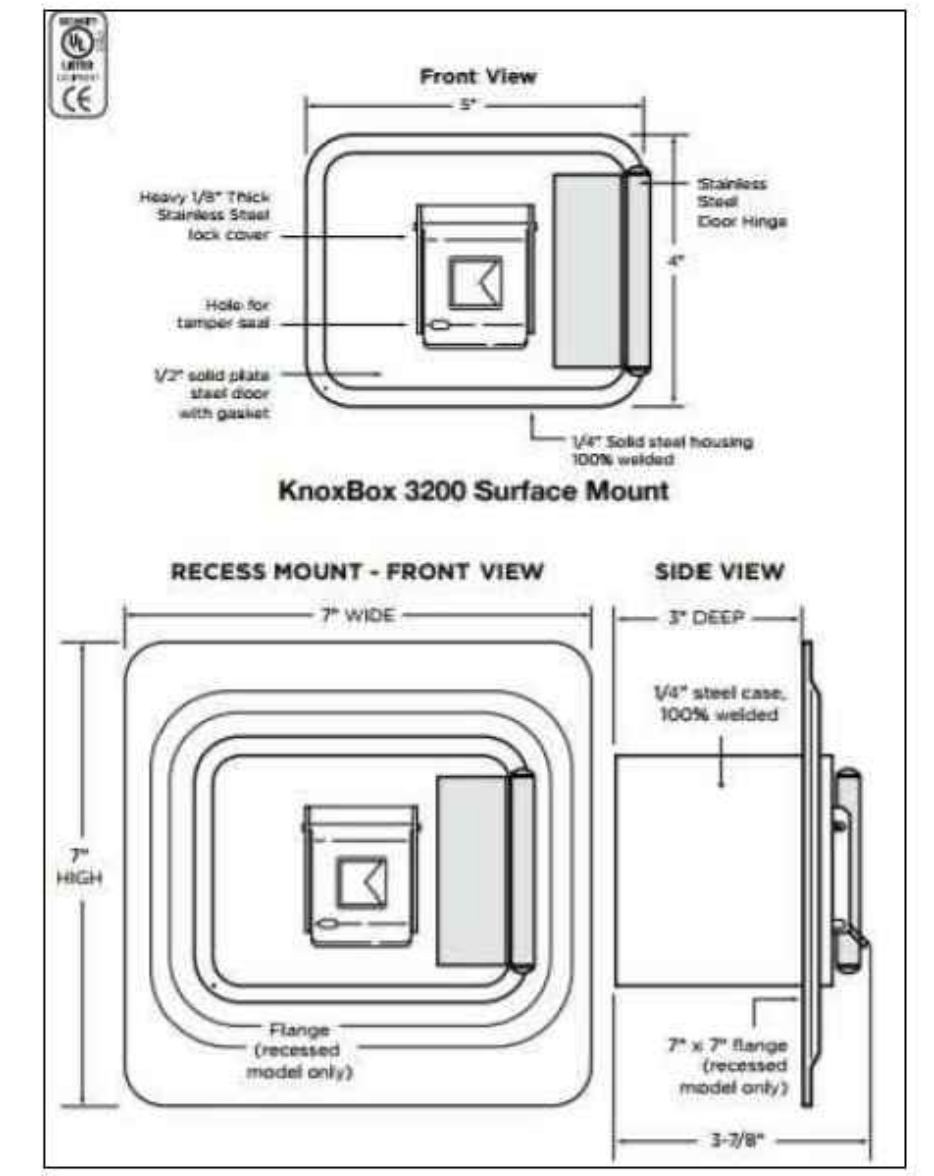 UL
LISTED
CE
Front View
5"
Heavy 1/8" Thick
Stainless Steel
lock cover
Stainless
Steel
Door Hinge
4"
Hole for
tamper seal
1/2" solid plate
steel door
with gasket
1/4" Solid steel housing
100% welded
KnoxBox 3200 Surface Mount
RECESS MOUNT - FRONT VIEW
7" WIDE
7"
HIGH
Flange
(recessed
model only)
SIDE VIEW
3" DEEP
1/4" steel case,
100% welded
7" x 7" flange
(recessed
model only)
3-7/8"